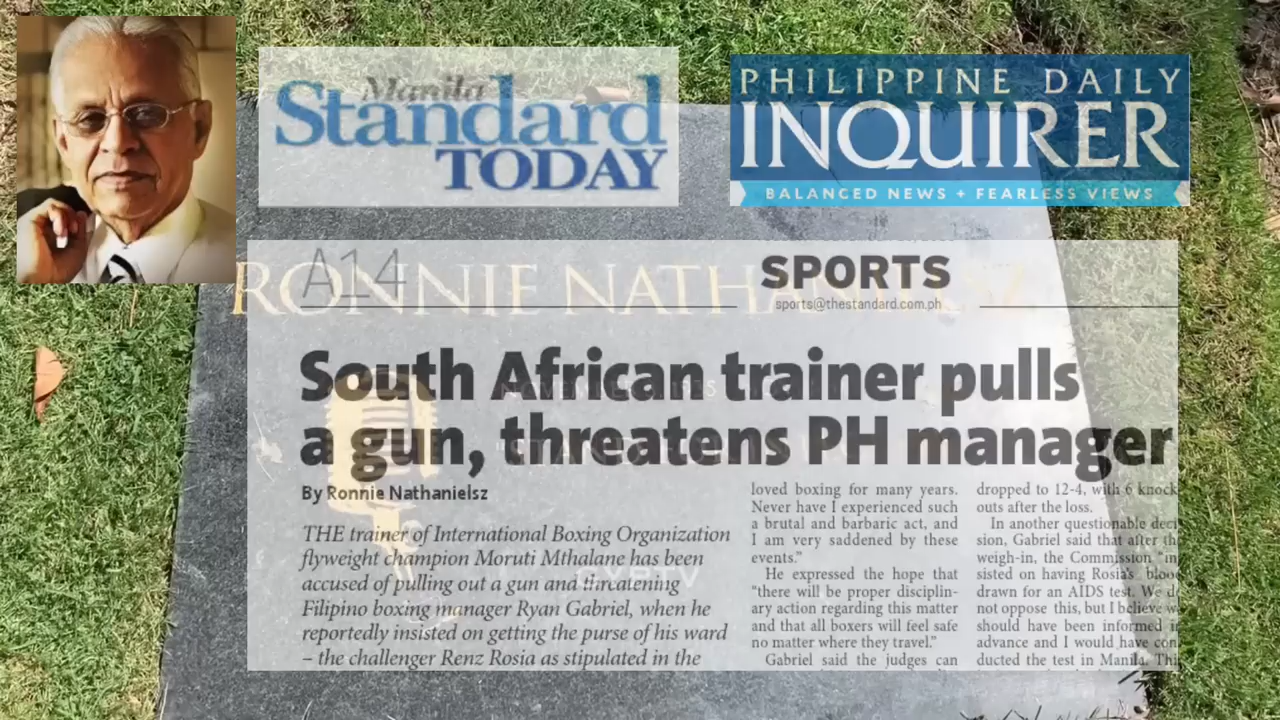 Manila
Standard
TODAY
PHILIPPINE DAILY
INQUIRER
BALANCED NEWS + FEARLESS VIEWS
A14
SPORTS
sports@thestandard.com.ph
RONNIE NATHANIELSZ
South African trainer pulls
a gun, threatens PH manager
By Ronnie Nathanielsz
THE trainer of International Boxing Organization
flyweight champion Moruti Mthalane has been
accused of pulling out a gun and threatening
Filipino boxing manager Ryan Gabriel, when he
reportedly insisted on getting the purse of his ward
– the challenger Renz Rosia as stipulated in the
loved boxing for many years.
Never have I experienced such
a brutal and barbaric act, and
I am very saddened by these
events.”
He expressed the hope that
“there will be proper disciplin-
ary action regarding this matter
and that all boxers will feel safe
no matter where they travel.”
Gabriel said the judges can
dropped to 12-4, with 6 knock
outs after the loss.
In another questionable deci
sion, Gabriel said that after th
weigh-in, the Commission “in
sisted on having Rosia’s bloo
drawn for an AIDS test. We d
not oppose this, but I believe w
should have been informed i
advance and I would have con
ducted the test in Manila. Thi